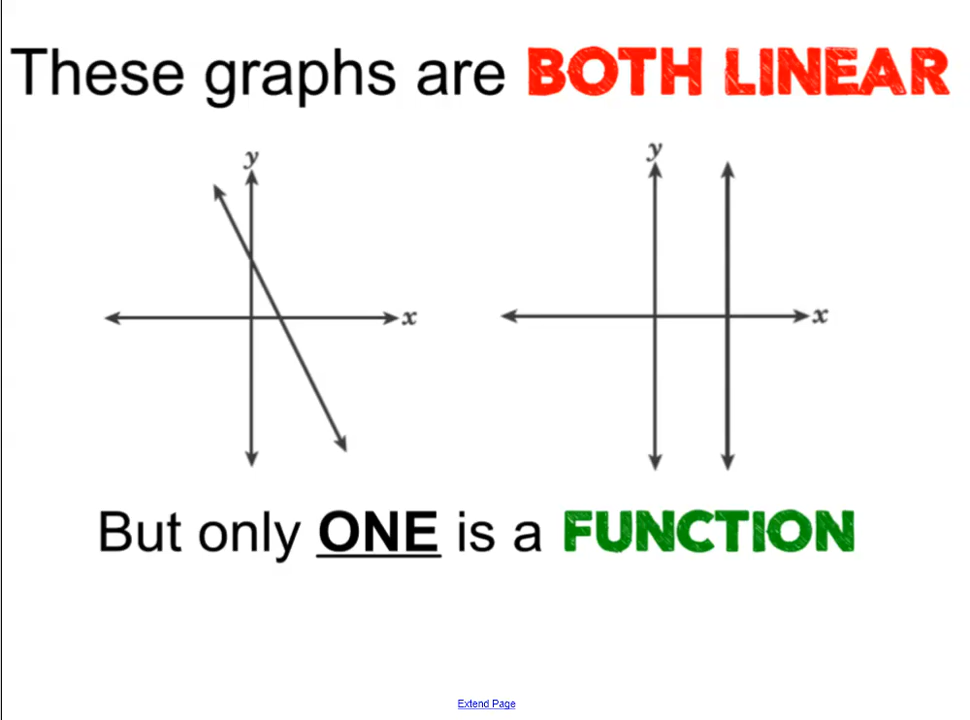 These graphs are BOTH LINEAR
y
x
y
x
But only ONE is a FUNCTION
Extend Page